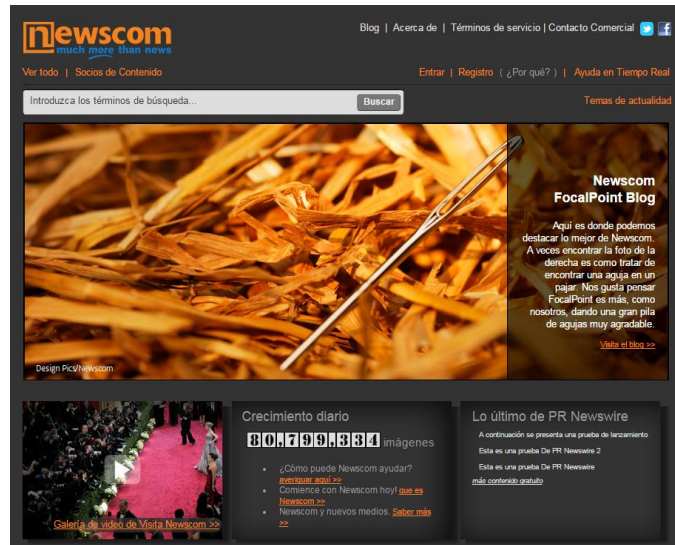 newscom
much more than news
Blog | Acerca de | Términos de servicio | Contacto Comercial
Ver todo | Socios de Contenido
Entrar | Registro ( ¿Por qué? ) | Ayuda en Tiempo Real
Introduzca los términos de búsqueda...
Buscar
Temas de actualidad
Newscom
FocalPoint Blog
Aquí es donde podemos
destacar lo mejor de Newscom.
A veces encontrar la foto de la
derecha es como tratar de
encontrar una aguja en un
pajar. Nos gusta pensar
FocalPoint es más, como
nosotros, dando una gran pila
de agujas muy agradable.
Visita el blog >>
Design Pics/Newscom
Galería de video de Visita Newscom >>
Crecimiento diario
80,799,334 imágenes
¿Cómo puede Newscom ayudar?
averiguar aquí >>
Comience con Newscom hoy! que es
Newscom >>
Newscom y nuevos medios. Saber más
>>
Lo último de PR Newswire
A continuación se presenta una prueba de lanzamiento
Esta es una prueba De PR Newswire 2
Esta es una prueba De PR Newswire
más contenido gratuito